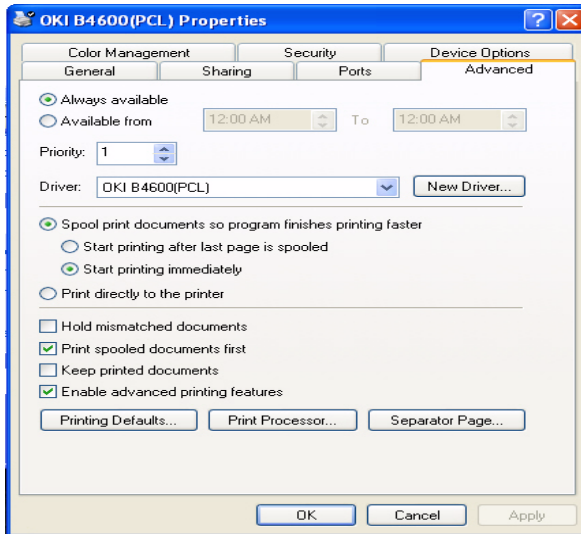 OKI B4600(PCL) Properties
Color Management Security Device Options
General Sharing Ports Advanced
Always available
Available from 12:00 AM To 12:00 AM
Priority: 1
Driver: OKI B4600(PCL) New Driver...
Spool print documents so program finishes printing faster
Start printing after last page is spooled
Start printing immediately
Print directly to the printer
Hold mismatched documents
Print spooled documents first
Keep printed documents
Enable advanced printing features
Printing Defaults... Print Processor... Separator Page...
OK Cancel Apply